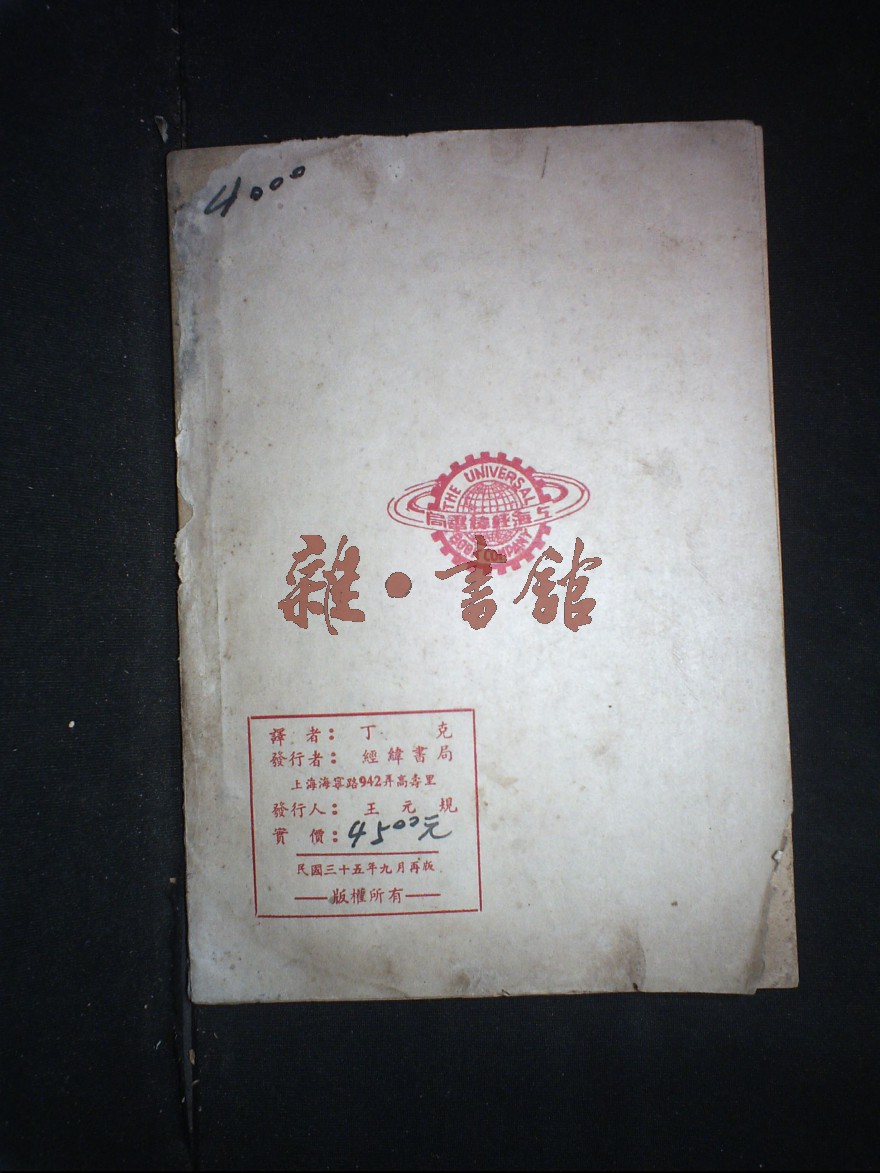 4000
THE UNIVERSAL
上海經緯書局
BOOK COMPANY
雜·書舘
譯者：丁克
發行者：經緯書局
上海海寧路942弄高壽里
發行人：王元規
實價：4500元
民國三十五年九月再版
版權所有